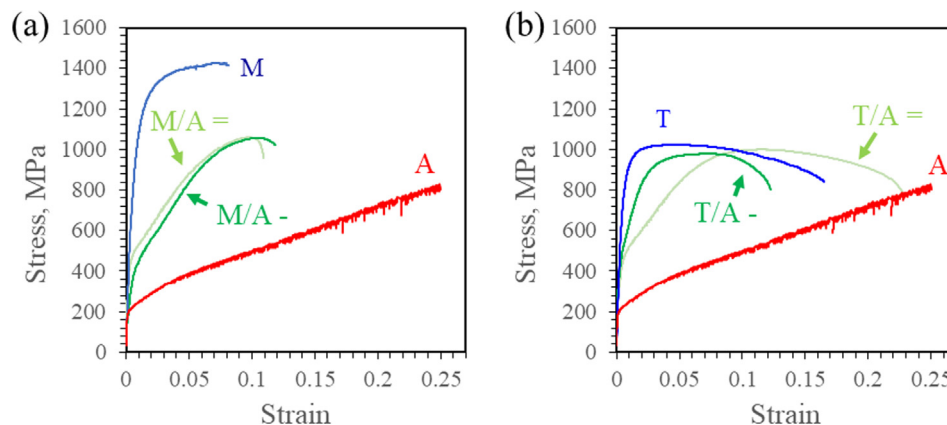 (a)
1600
1400
1200
1000
800
600
400
200
0
Stress, MPa
M
M/A =
M/A -
A
0 0.05 0.1 0.15 0.2 0.25
Strain
(b)
1600
1400
1200
1000
800
600
400
200
0
Stress, MPa
T
T/A =
T/A -
A
0 0.05 0.1 0.15 0.2 0.25
Strain